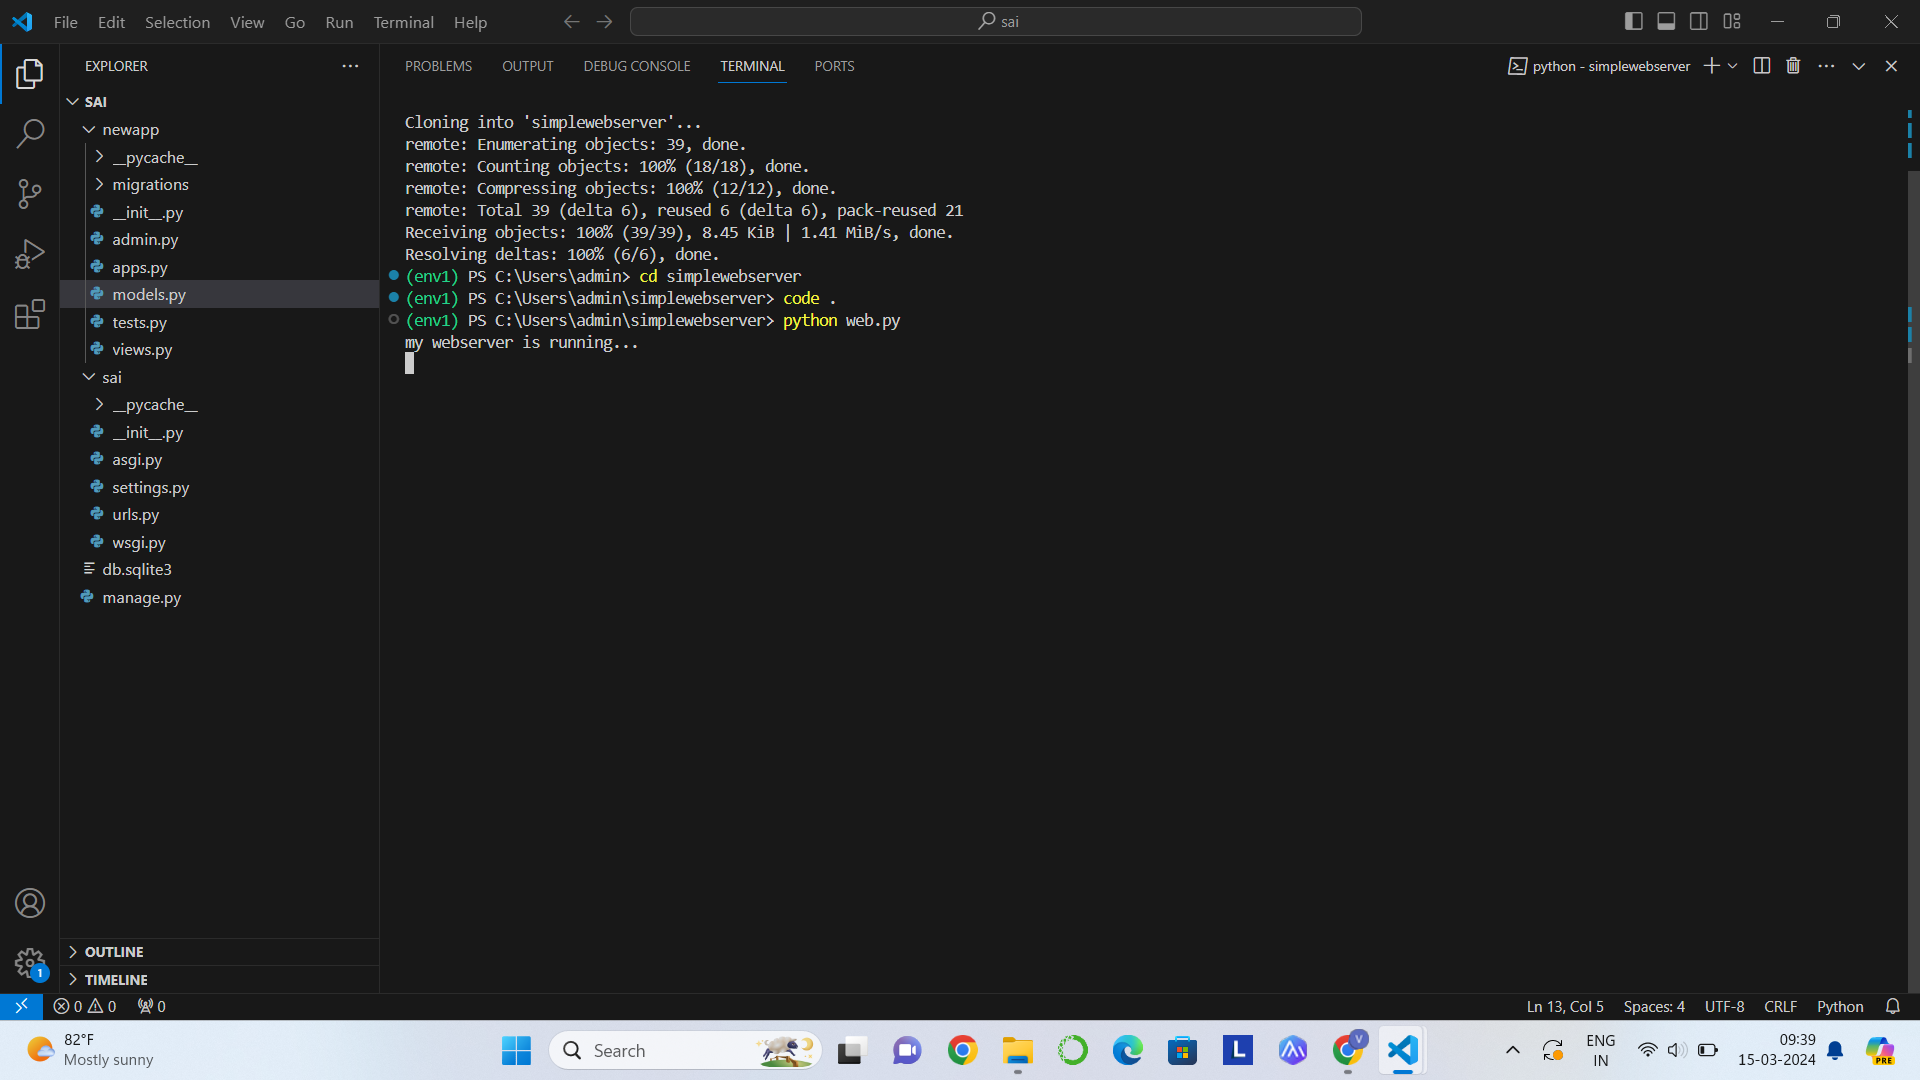 File Edit Selection View Go Run Terminal Help
sai
EXPLORER
SAI
newapp
__pycache__
migrations
__init__.py
admin.py
apps.py
models.py
tests.py
views.py
sai
__pycache__
__init__.py
asgi.py
settings.py
urls.py
wsgi.py
db.sqlite3
manage.py
OUTLINE
TIMELINE
PROBLEMS OUTPUT DEBUG CONSOLE TERMINAL PORTS
python - simplewebserver
Cloning into 'simplewebserver'...
remote: Enumerating objects: 39, done.
remote: Counting objects: 100% (18/18), done.
remote: Compressing objects: 100% (12/12), done.
remote: Total 39 (delta 6), reused 6 (delta 6), pack-reused 21
Receiving objects: 100% (39/39), 8.45 KiB | 1.41 MiB/s, done.
Resolving deltas: 100% (6/6), done.
(env1) PS C:\Users\admin> cd simplewebserver
(env1) PS C:\Users\admin\simplewebserver> code .
(env1) PS C:\Users\admin\simplewebserver> python web.py
my webserver is running...
1
0 0 0
Ln 13, Col 5 Spaces: 4 UTF-8 CRLF Python
82°F
Mostly sunny
Search
L
V
ENG
IN
09:39
15-03-2024
PRE